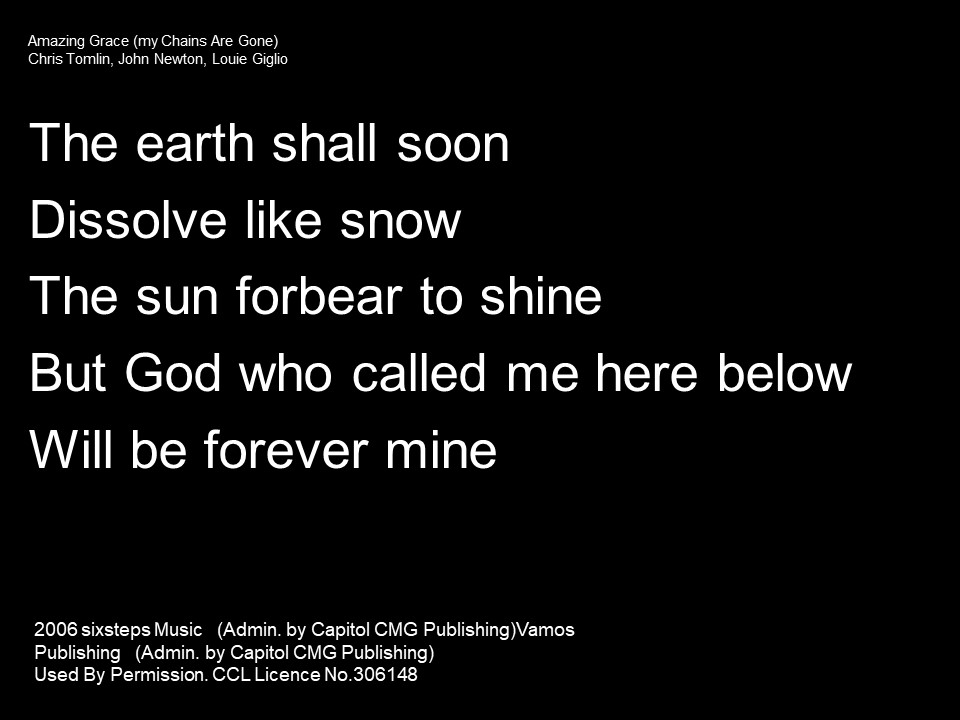 Amazing Grace (my Chains Are Gone)
Chris Tomlin, John Newton, Louie Giglio
The earth shall soon
Dissolve like snow
The sun forbear to shine
But God who called me here below
Will be forever mine
2006 sixsteps Music   (Admin. by Capitol CMG Publishing)Vamos
Publishing   (Admin. by Capitol CMG Publishing)
Used By Permission. CCL Licence No.306148